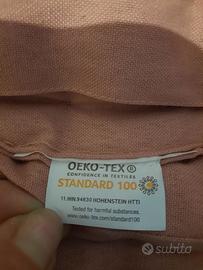 OEKO-TEX®
CONFIDENCE IN TEXTILES
STANDARD 100
11.HIN.94830 HOHENSTEIN HTTI
Tested for harmful substances.
www.oeko-tex.com/standard100
subito